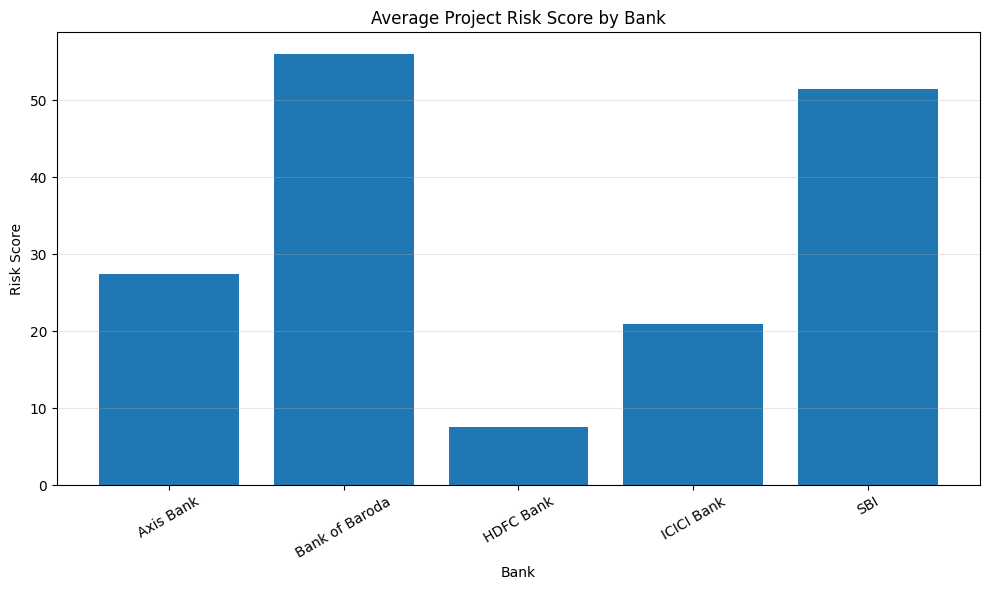 Average Project Risk Score by Bank
Risk Score
50
40
30
20
10
0
Axis Bank
Bank of Baroda
HDFC Bank
ICICI Bank
SBI
Bank